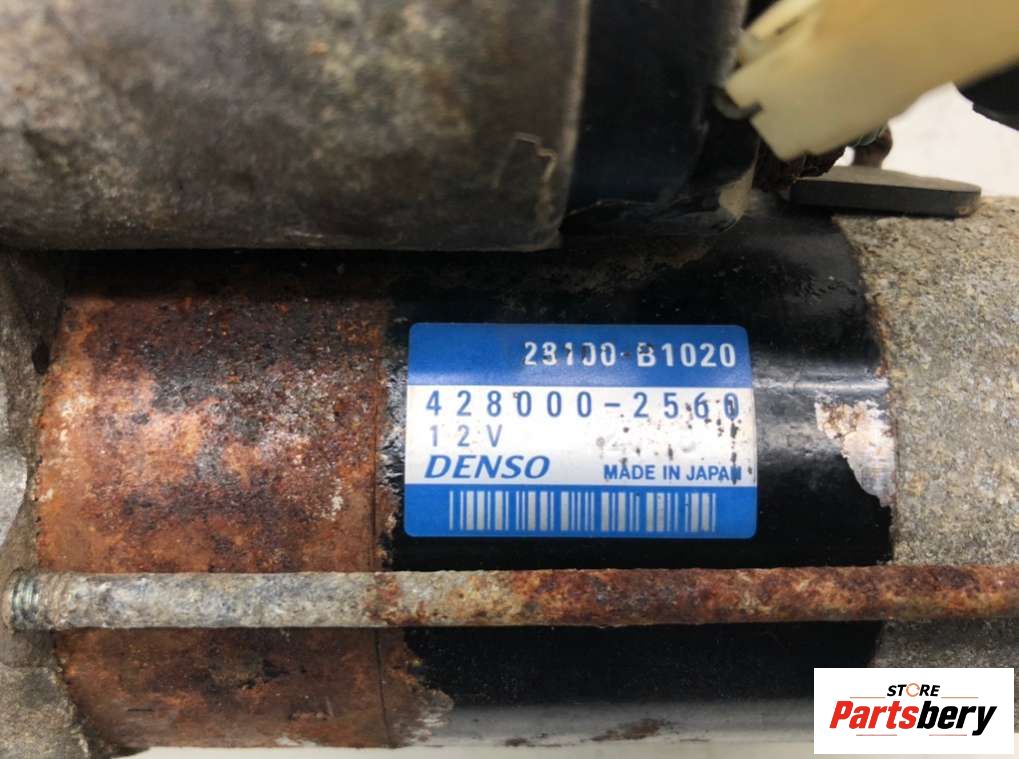 28100-B1020
428000-2560
12V
DENSO MADE IN JAPAN
STORE
Partsbery